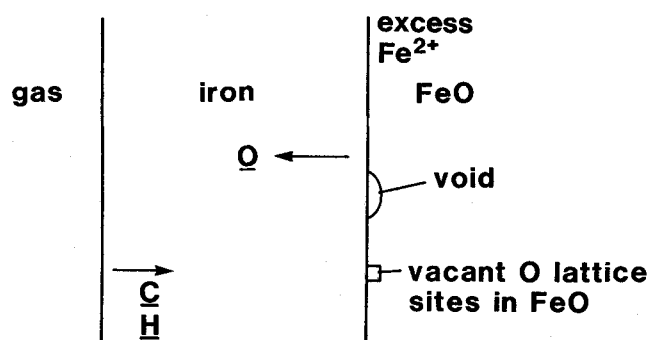 excess
Fe2+
gas
iron
FeO
O
void
C
H
vacant O lattice
sites in FeO